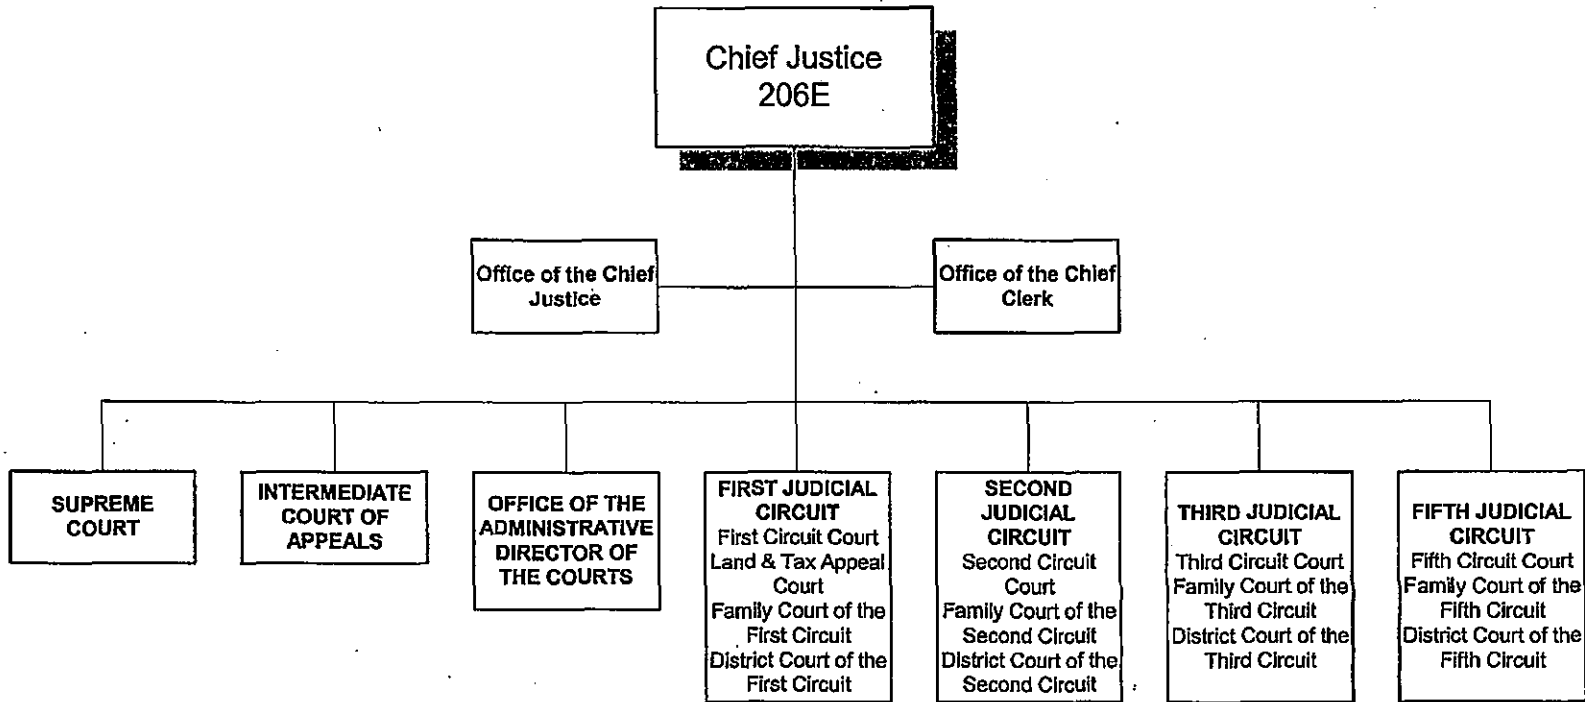 Chief Justice
206E
Office of the Chief
Justice
Office of the Chief
Clerk
SUPREME
COURT
INTERMEDIATE
COURT OF
APPEALS
OFFICE OF THE
ADMINISTRATIVE
DIRECTOR OF
THE COURTS
FIRST JUDICIAL
CIRCUIT
First Circuit Court
Land & Tax Appeal
Court
Family Court of the
First Circuit
District Court of the
First Circuit
SECOND
JUDICIAL
CIRCUIT
Second Circuit
Court
Family Court of the
Second Circuit
District Court of the
Second Circuit
THIRD JUDICIAL
CIRCUIT
Third Circuit Court
Family Court of the
Third Circuit
District Court of the
Third Circuit
FIFTH JUDICIAL
CIRCUIT
Fifth Circuit Court
Family Court of the
Fifth Circuit
District Court of the
Fifth Circuit